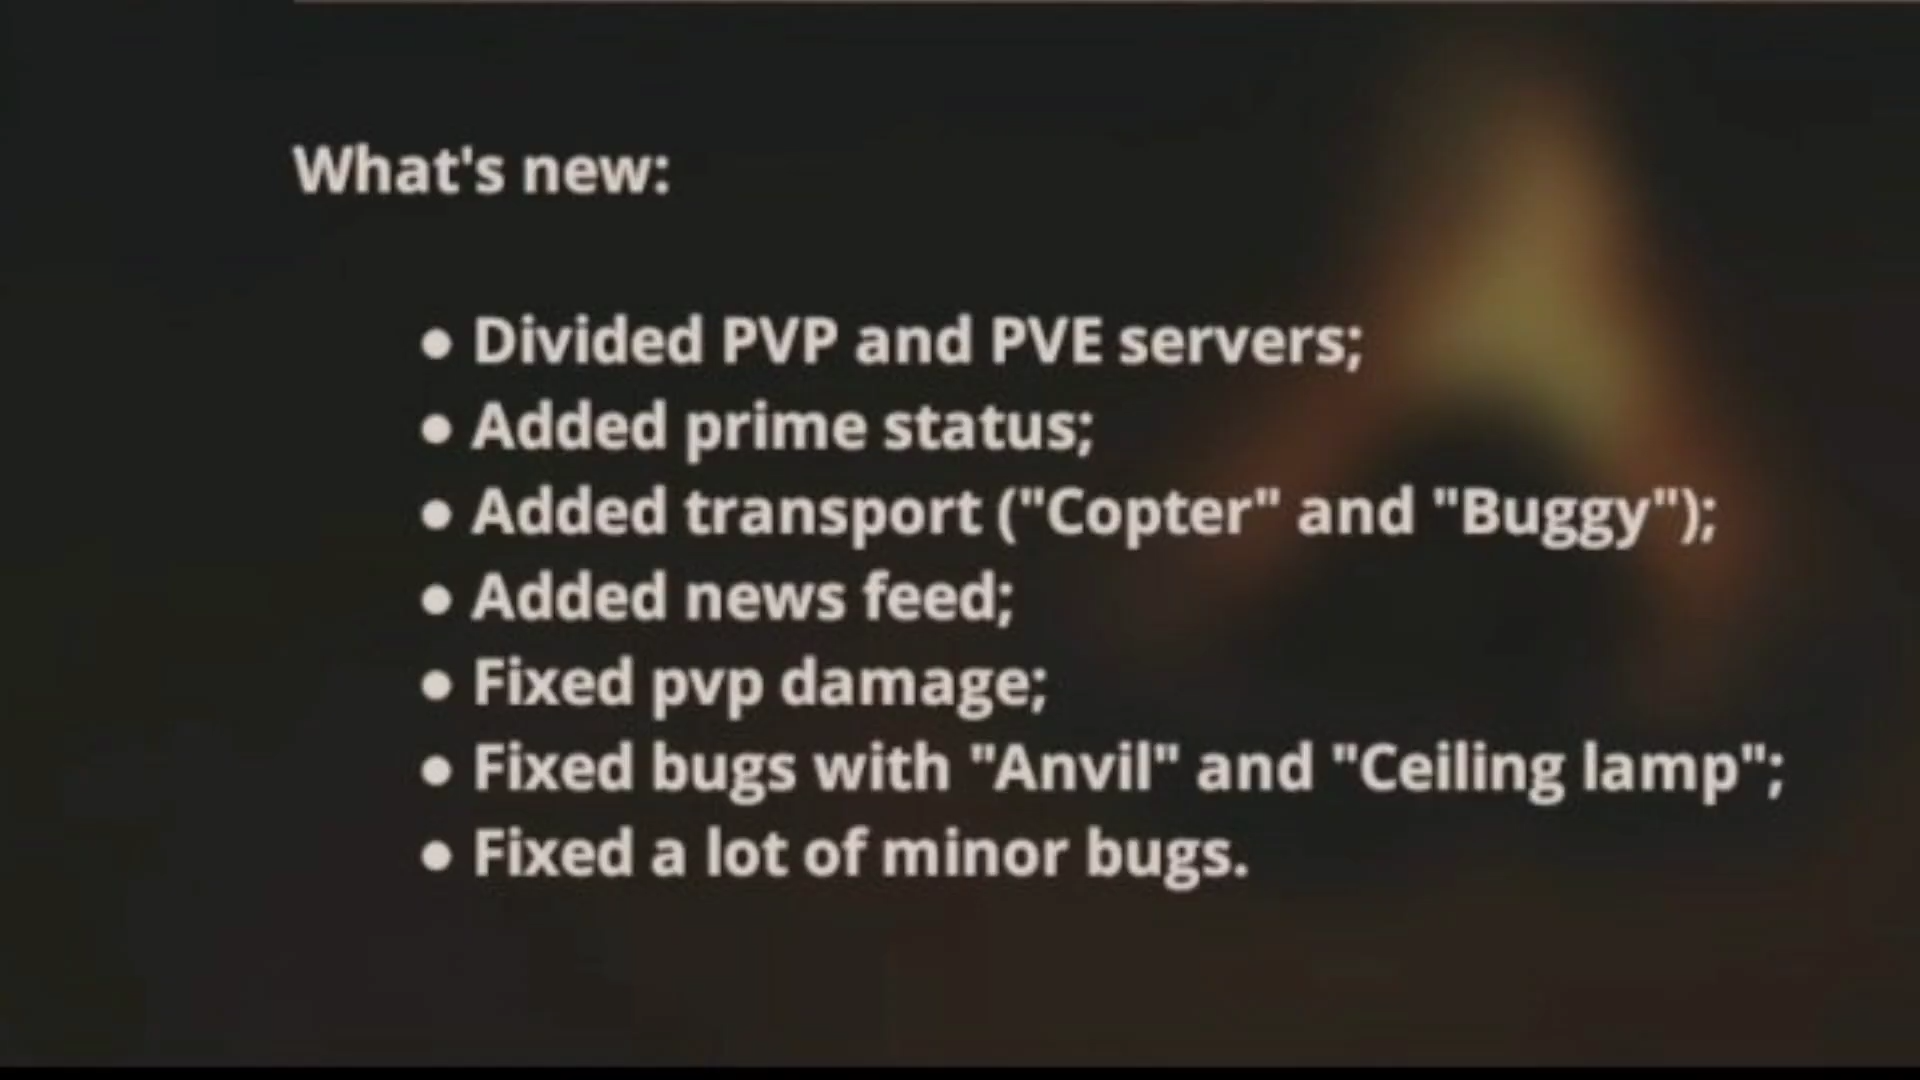 What's new:
● Divided PVP and PVE servers;
● Added prime status;
● Added transport ("Copter" and "Buggy");
● Added news feed;
● Fixed pvp damage;
● Fixed bugs with "Anvil" and "Ceiling lamp";
● Fixed a lot of minor bugs.